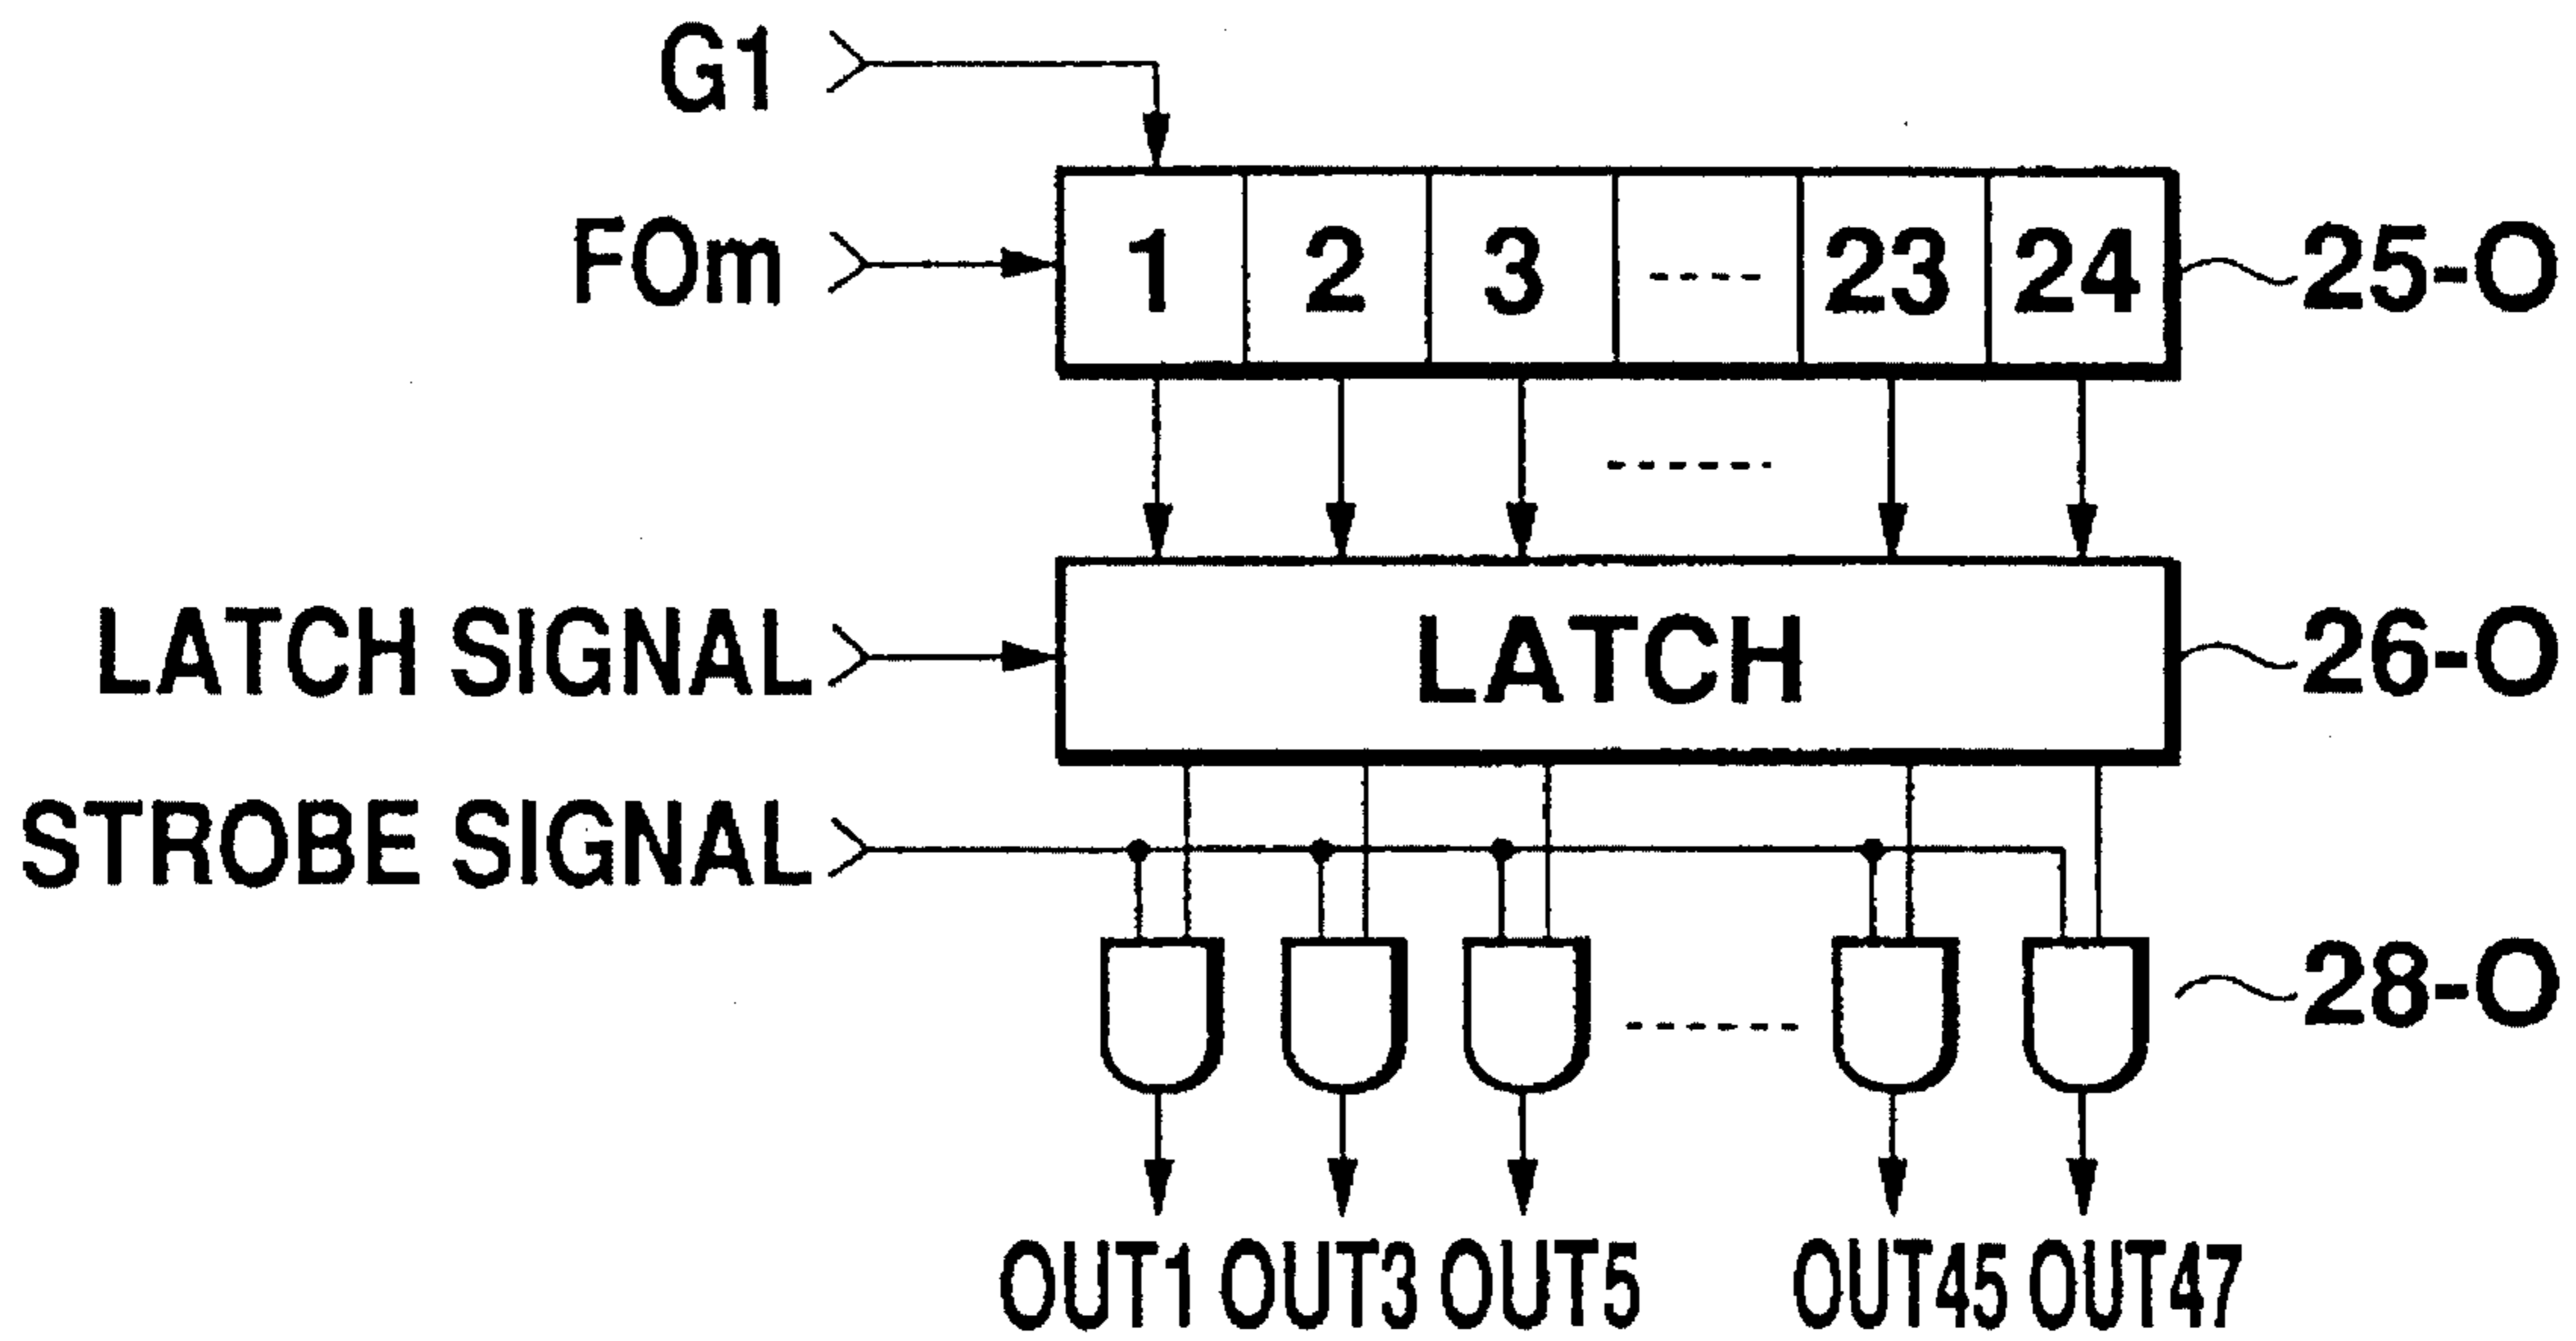 G1
FOm
1 2 3 ----- 23 24
25-O
------
LATCH SIGNAL
LATCH
26-O
STROBE SIGNAL
28-O
------
OUT1 OUT3 OUT5 OUT45 OUT47